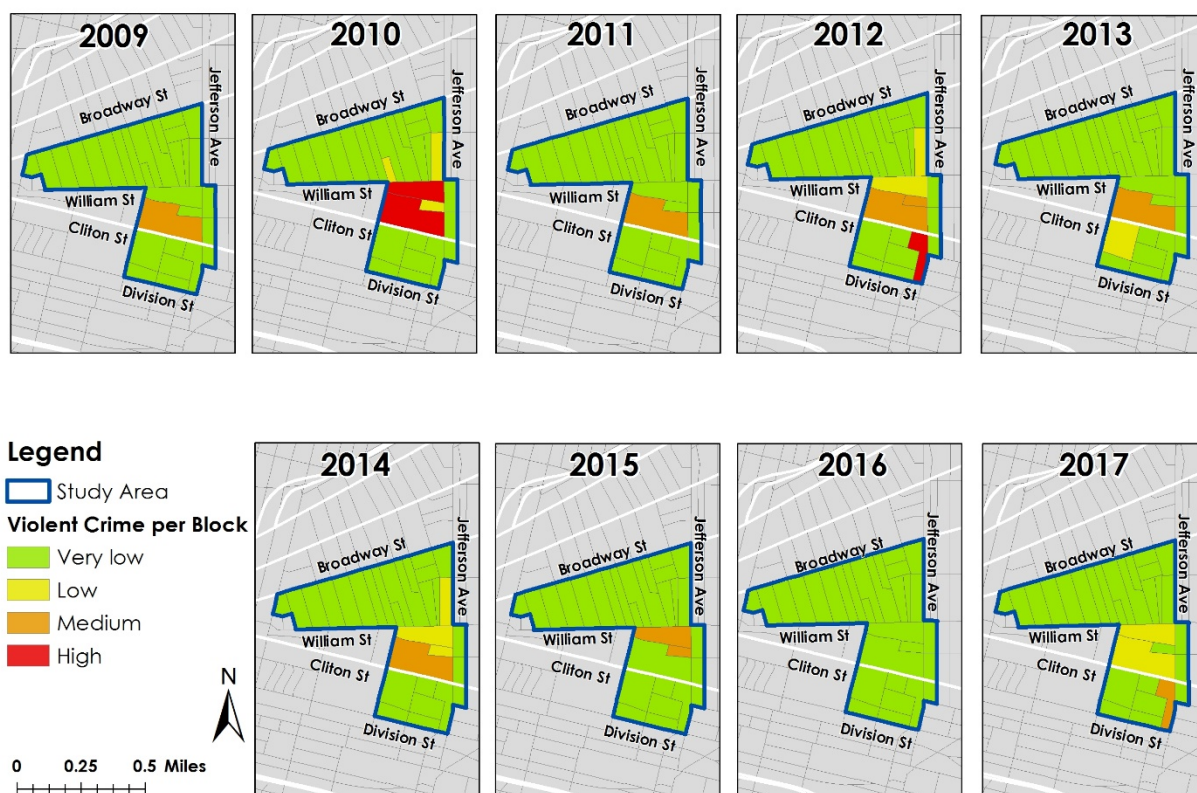 2009
Broadway St
Jefferson Ave
William St
Cliton St
Division St
2010
Broadway St
Jefferson Ave
William St
Cliton St
Division St
2011
Broadway St
Jefferson Ave
William St
Cliton St
Division St
2012
Broadway St
Jefferson Ave
William St
Cliton St
Division St
2013
Broadway St
Jefferson Ave
William St
Cliton St
Division St
Legend
Study Area
Violent Crime per Block
Very low
Low
Medium
High
N
0 0.25 0.5 Miles
2014
Broadway St
Jefferson Ave
William St
Cliton St
Division St
2015
Broadway St
Jefferson Ave
William St
Cliton St
Division St
2016
Broadway St
Jefferson Ave
William St
Cliton St
Division St
2017
Broadway St
Jefferson Ave
William St
Cliton St
Division St